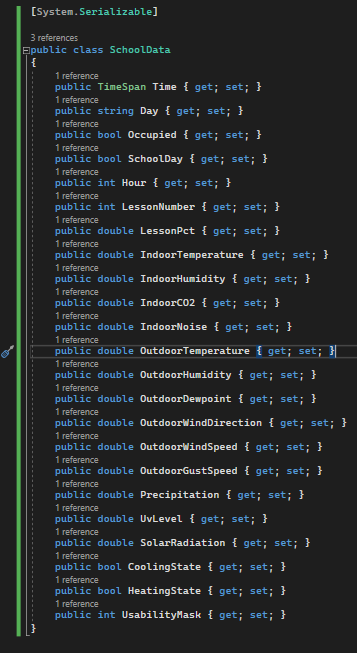 [System.Serializable]
3 references
public class SchoolData
{
1 reference
public TimeSpan Time { get; set; }
1 reference
public string Day { get; set; }
1 reference
public bool Occupied { get; set; }
1 reference
public bool SchoolDay { get; set; }
1 reference
public int Hour { get; set; }
1 reference
public int LessonNumber { get; set; }
1 reference
public double LessonPct { get; set; }
1 reference
public double IndoorTemperature { get; set; }
1 reference
public double IndoorHumidity { get; set; }
1 reference
public double IndoorCO2 { get; set; }
1 reference
public double IndoorNoise { get; set; }
1 reference
public double OutdoorTemperature { get; set; }
1 reference
public double OutdoorHumidity { get; set; }
1 reference
public double OutdoorDewpoint { get; set; }
1 reference
public double OutdoorWindDirection { get; set; }
1 reference
public double OutdoorWindSpeed { get; set; }
1 reference
public double OutdoorGustSpeed { get; set; }
1 reference
public double Precipitation { get; set; }
1 reference
public double UvLevel { get; set; }
1 reference
public double SolarRadiation { get; set; }
1 reference
public bool CoolingState { get; set; }
1 reference
public bool HeatingState { get; set; }
1 reference
public int UsabilityMask { get; set; }
}